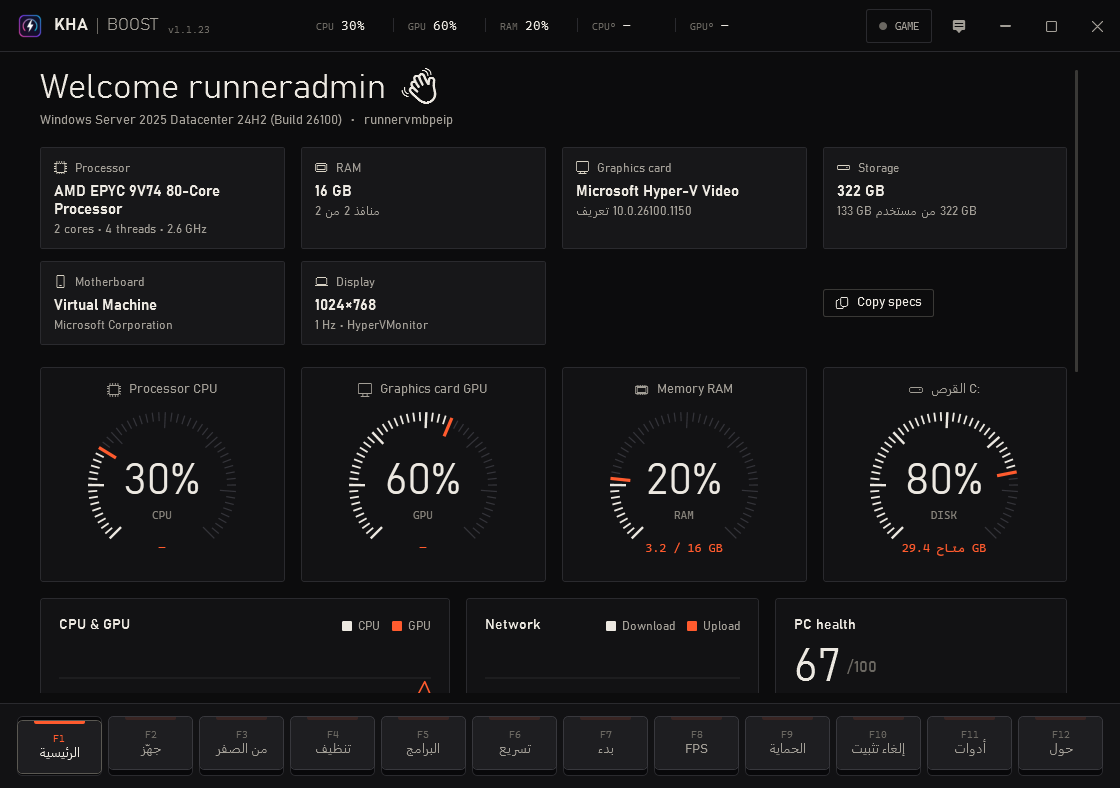 KHA | BOOST v1.1.23
CPU 30% GPU 60% RAM 20% CPU° — GPU° —
GAME
Welcome runneradmin
Windows Server 2025 Datacenter 24H2 (Build 26100) • runnervmbpeip
Processor
AMD EPYC 9V74 80-Core
Processor
2 cores • 4 threads • 2.6 GHz
RAM
16 GB
2 من 2 منافذ
Graphics card
Microsoft Hyper-V Video
تعريف 10.0.26100.1150
Storage
322 GB
133 GB مستخدم من 322 GB
Motherboard
Virtual Machine
Microsoft Corporation
Display
1024×768
1 Hz • HyperVMonitor
Copy specs
Processor CPU
30%
CPU
—
Graphics card GPU
60%
GPU
—
Memory RAM
20%
RAM
3.2 / 16 GB
القرص C:
80%
DISK
29.4 متاح GB
CPU & GPU
CPU GPU
Network
Download Upload
PC health
67 /100
F1
الرئيسية
F2
جهّز
F3
من الصفر
F4
تنظيف
F5
البرامج
F6
تسريع
F7
بدء
F8
FPS
F9
الحماية
F10
إلغاء تثبيت
F11
أدوات
F12
حول